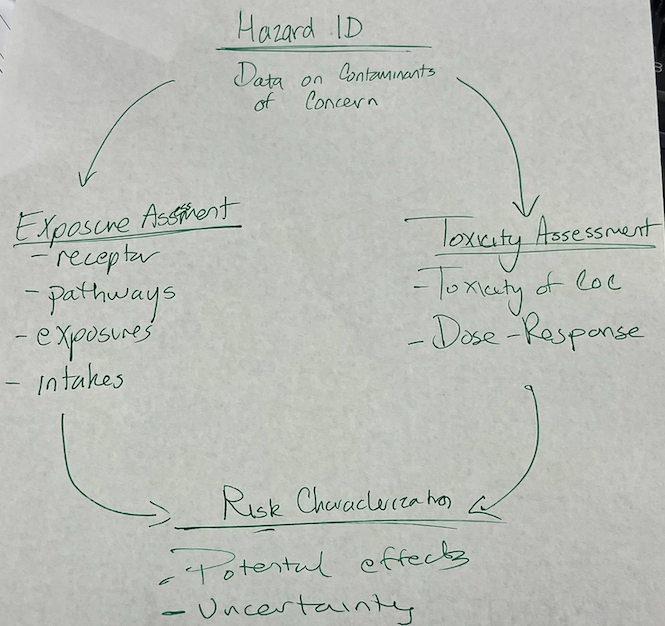 Hazard ID
Data on Contaminants
of Concern
Exposure Assessment
- receptor
- pathways
- exposures
- intakes
Toxicity Assessment
- Toxicity of CoC
- Dose-Response
Risk Characterization
- Potential effects
- Uncertainty